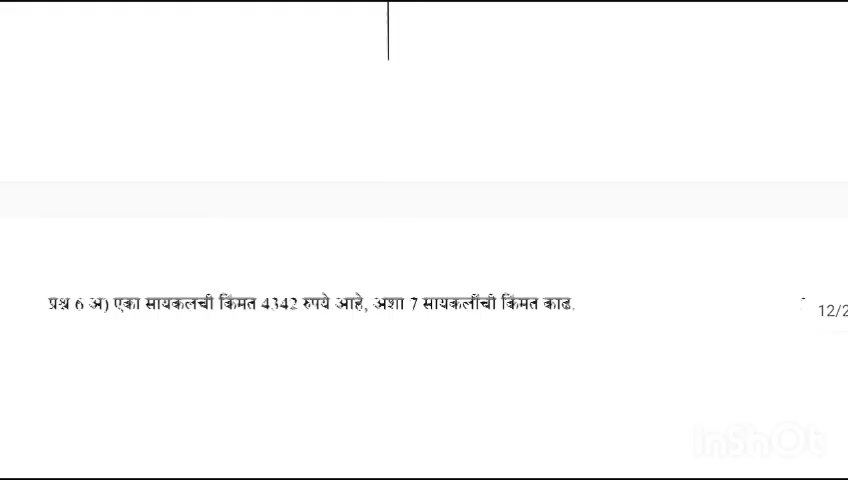 प्रश्न 6 अ) एका सायकलची किंमत 4342 रुपये आहे, अशा 7 सायकलींची किंमत काढ.
12/2
InShOt